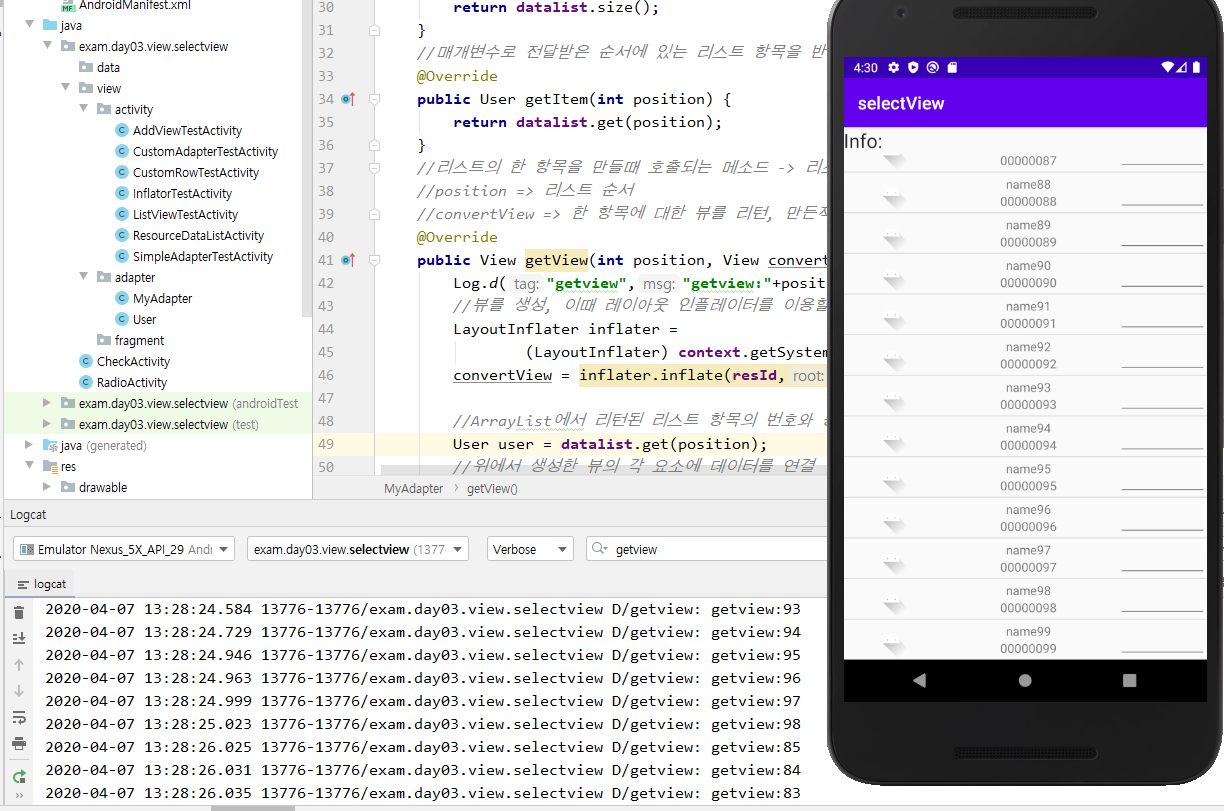 AndroidManifest.xml
java
exam.day03.view.selectview
data
view
activity
AddViewTestActivity
CustomAdapterTestActivity
CustomRowTestActivity
InflatorTestActivity
ListViewTestActivity
ResourceDataListActivity
SimpleAdapterTestActivity
adapter
MyAdapter
User
fragment
CheckActivity
RadioActivity
exam.day03.view.selectview (androidTest
exam.day03.view.selectview (test)
java (generated)
res
drawable
30 return datalist.size();
31 }
32 //매개변수로 전달받은 순서에 있는 리스트 항목을 반
33 @Override
34 public User getItem(int position) {
35 return datalist.get(position);
36 }
37 //리스트의 한 항목을 만들때 호출되는 메소드 -> 리스
38 //position => 리스트 순서
39 //convertView => 한 항목에 대한 뷰를 리턴, 만든적
40 @Override
41 public View getView(int position, View convert
42 Log.d( tag: "getview", msg: "getview:"+posit
43 //뷰를 생성, 이때 레이아웃 인플레이터를 이용할
44 LayoutInflater inflater =
45 (LayoutInflater) context.getSystem
46 convertView = inflater.inflate(resId, root:
47
48 //ArrayList에서 리턴된 리스트 항목의 번호와
49 User user = datalist.get(position);
50 //위에서 생성한 뷰의 각 요소에 데이터를 연결
MyAdapter > getView()
Logcat
Emulator Nexus_5X_API_29 Andr
exam.day03.view.selectview (1377
Verbose
getview
logcat
2020-04-07 13:28:24.584 13776-13776/exam.day03.view.selectview D/getview: getview:93
2020-04-07 13:28:24.729 13776-13776/exam.day03.view.selectview D/getview: getview:94
2020-04-07 13:28:24.946 13776-13776/exam.day03.view.selectview D/getview: getview:95
2020-04-07 13:28:24.963 13776-13776/exam.day03.view.selectview D/getview: getview:96
2020-04-07 13:28:24.999 13776-13776/exam.day03.view.selectview D/getview: getview:97
2020-04-07 13:28:25.023 13776-13776/exam.day03.view.selectview D/getview: getview:98
2020-04-07 13:28:26.025 13776-13776/exam.day03.view.selectview D/getview: getview:85
2020-04-07 13:28:26.031 13776-13776/exam.day03.view.selectview D/getview: getview:84
2020-04-07 13:28:26.035 13776-13776/exam.day03.view.selectview D/getview: getview:83
4:30
selectView
Info:
00000087
name88
00000088
name89
00000089
name90
00000090
name91
00000091
name92
00000092
name93
00000093
name94
00000094
name95
00000095
name96
00000096
name97
00000097
name98
00000098
name99
00000099